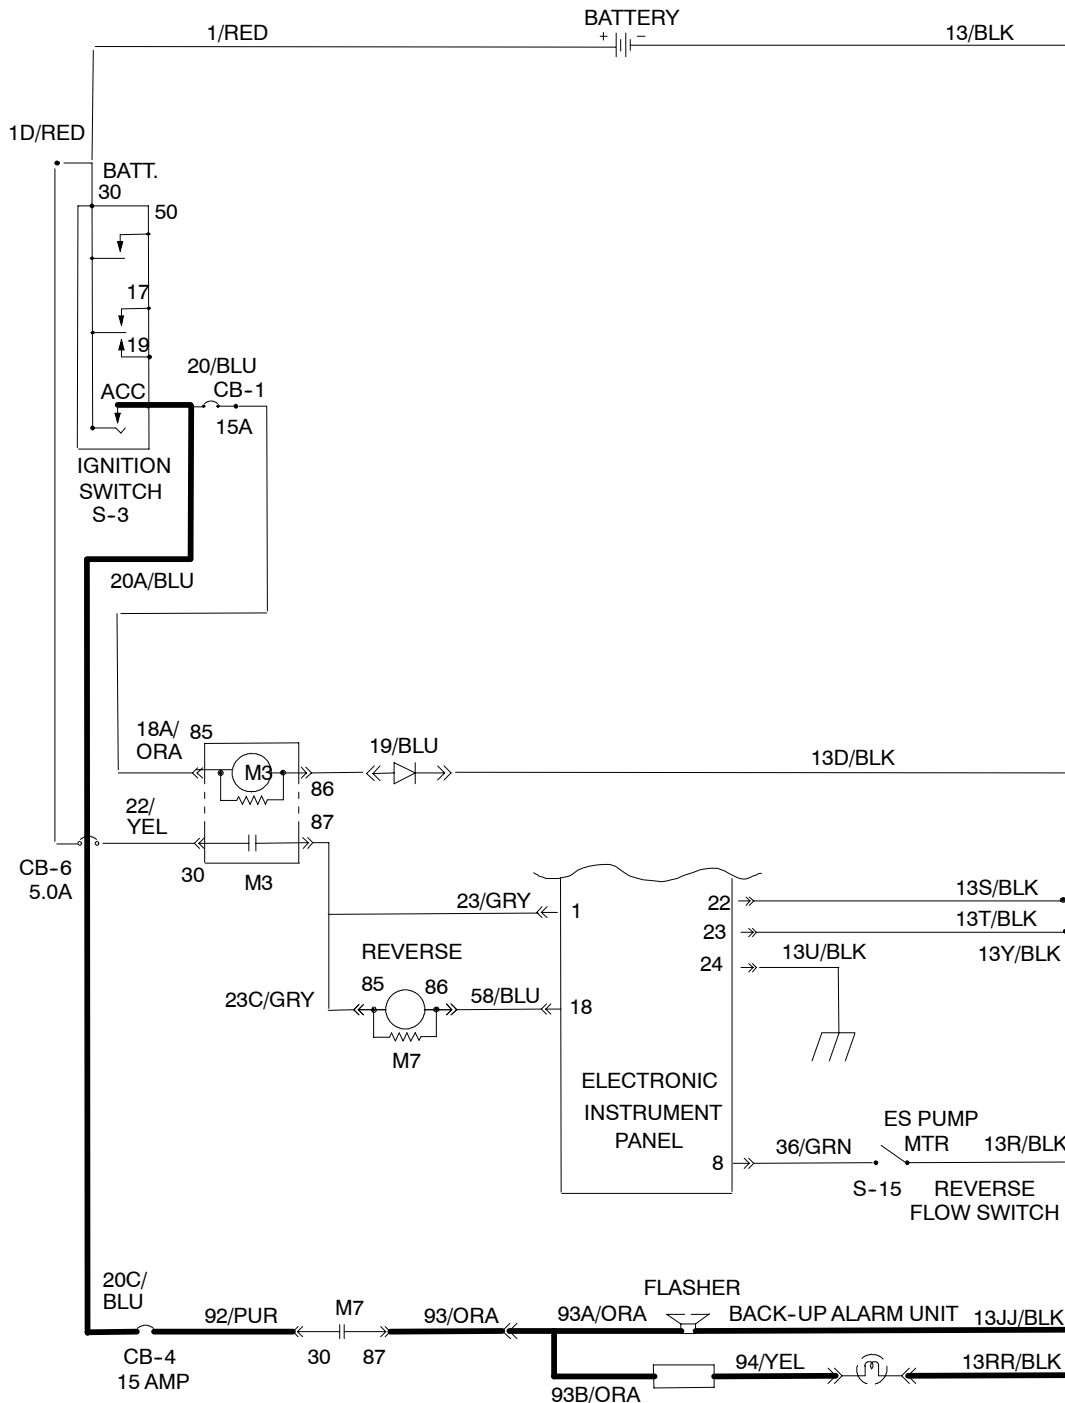 BATTERY
1/RED
+ −
13/BLK
1D/RED
BATT.
30
50
17
19
20/BLU
CB-1
ACC
15A
IGNITION
SWITCH
S-3
20A/BLU
18A/
ORA
85
M3
86
19/BLU
13D/BLK
22/
YEL
87
CB-6
5.0A
30
M3
23/GRY
1
22
13S/BLK
23
13T/BLK
24
13U/BLK
13Y/BLK
REVERSE
23C/GRY
85
86
58/BLU
18
M7
ELECTRONIC
INSTRUMENT
PANEL
8
36/GRN
ES PUMP
MTR
13R/BLK
S-15
REVERSE
FLOW SWITCH
20C/
BLU
92/PUR
M7
93/ORA
93A/ORA
FLASHER
BACK-UP ALARM UNIT
13JJ/BLK
CB-4
15 AMP
30
87
93B/ORA
94/YEL
13RR/BLK